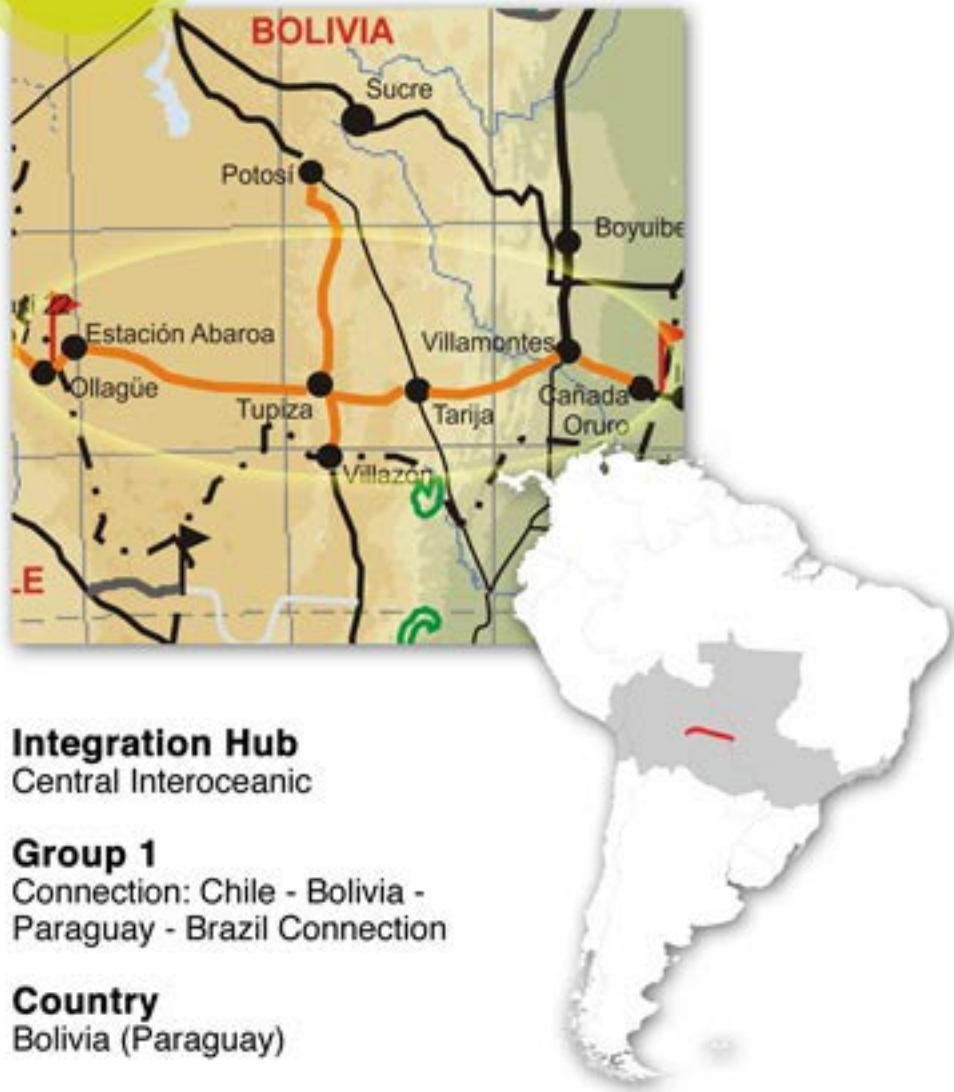 BOLIVIA
Sucre
Potosí
Boyuibe
22
Estación Abaroa
Villamontes
Ollagüe
Cañada
Tupiza
Tarija
Oruro
Villazón
LE
Integration Hub
Central Interoceanic
Group 1
Connection: Chile - Bolivia -
Paraguay - Brazil Connection
Country
Bolivia (Paraguay)